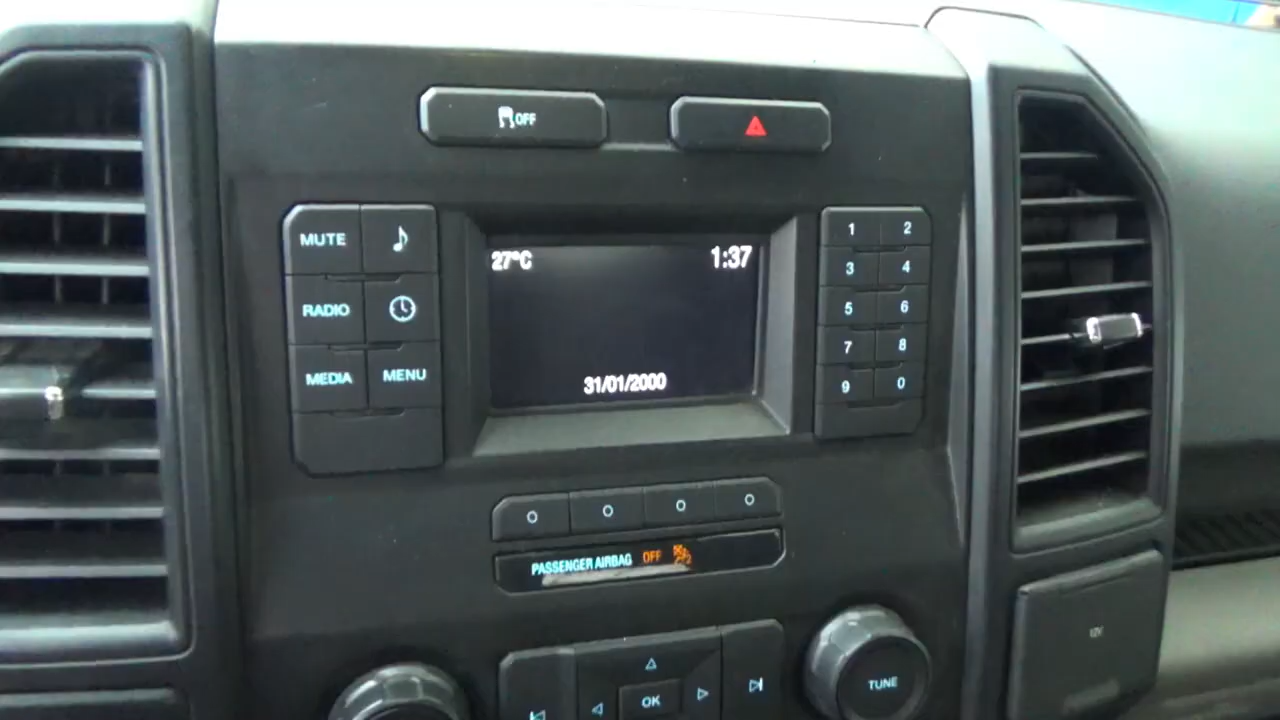 OFF
MUTE
RADIO
MEDIA MENU
27°C 1:37
31/01/2000
1 2
3 4
5 6
7 8
9 0
PASSENGER AIRBAG OFF
OK
TUNE
12V